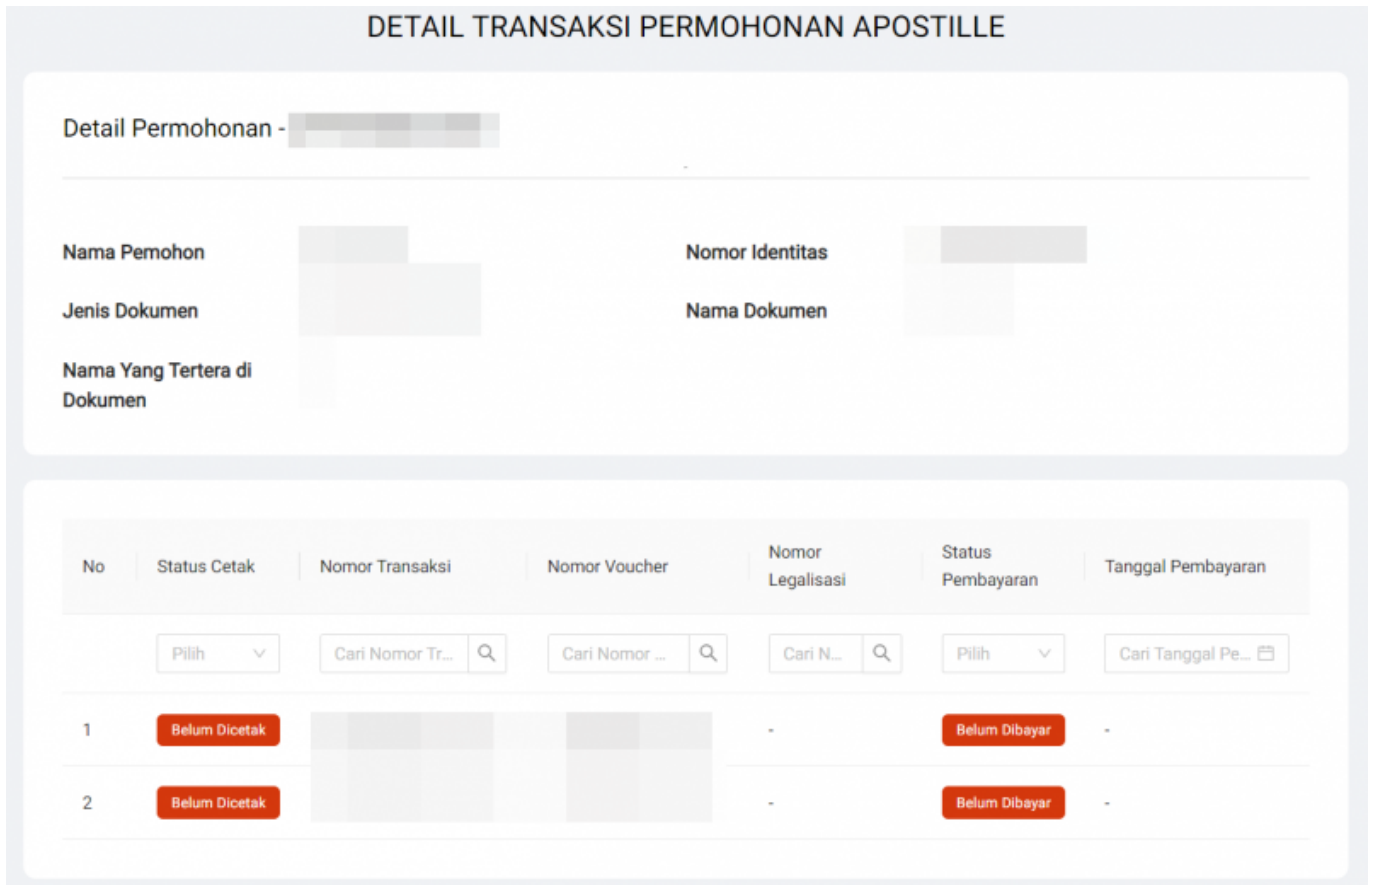 DETAIL TRANSAKSI PERMOHONAN APOSTILLE
Detail Permohonan -
-
Nama Pemohon
Nomor Identitas
Jenis Dokumen
Nama Dokumen
Nama Yang Tertera di
Dokumen
No Status Cetak Nomor Transaksi Nomor Voucher Nomor Legalisasi Status Pembayaran Tanggal Pembayaran
Pilih Cari Nomor Tr... Cari Nomor ... Cari N... Pilih Cari Tanggal Pe...
1 Belum Dicetak - Belum Dibayar -
2 Belum Dicetak - Belum Dibayar -